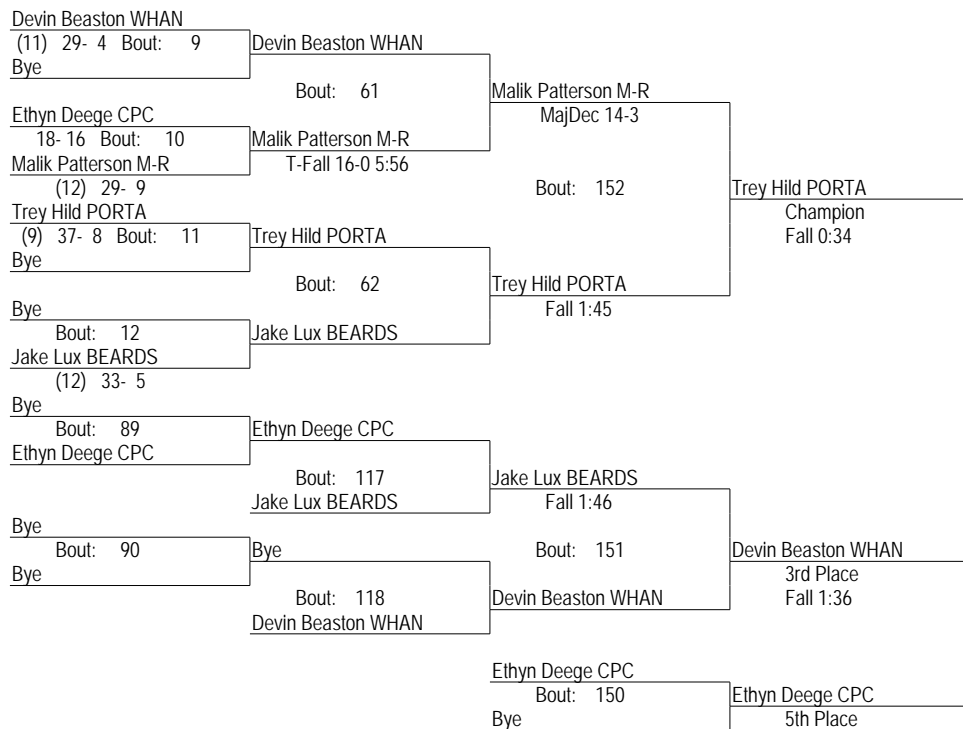 Devin Beaston WHAN
(11) 29- 4 Bout: 9
Bye
Devin Beaston WHAN
Bout: 61
Ethyn Deege CPC
18- 16 Bout: 10
Malik Patterson M-R
(12) 29- 9
Malik Patterson M-R
T-Fall 16-0 5:56
Malik Patterson M-R
MajDec 14-3
Bout: 152
Trey Hild PORTA
(9) 37- 8 Bout: 11
Bye
Trey Hild PORTA
Bout: 62
Bye
Bout: 12
Jake Lux BEARDS
(12) 33- 5
Jake Lux BEARDS
Trey Hild PORTA
Fall 1:45
Trey Hild PORTA
Champion
Fall 0:34
Bye
Bout: 89
Ethyn Deege CPC
Ethyn Deege CPC
Bout: 117
Jake Lux BEARDS
Jake Lux BEARDS
Fall 1:46
Bout: 151
Bye
Bout: 90
Bye
Bye
Bout: 118
Devin Beaston WHAN
Devin Beaston WHAN
Devin Beaston WHAN
3rd Place
Fall 1:36
Ethyn Deege CPC
Bout: 150
Bye
Ethyn Deege CPC
5th Place